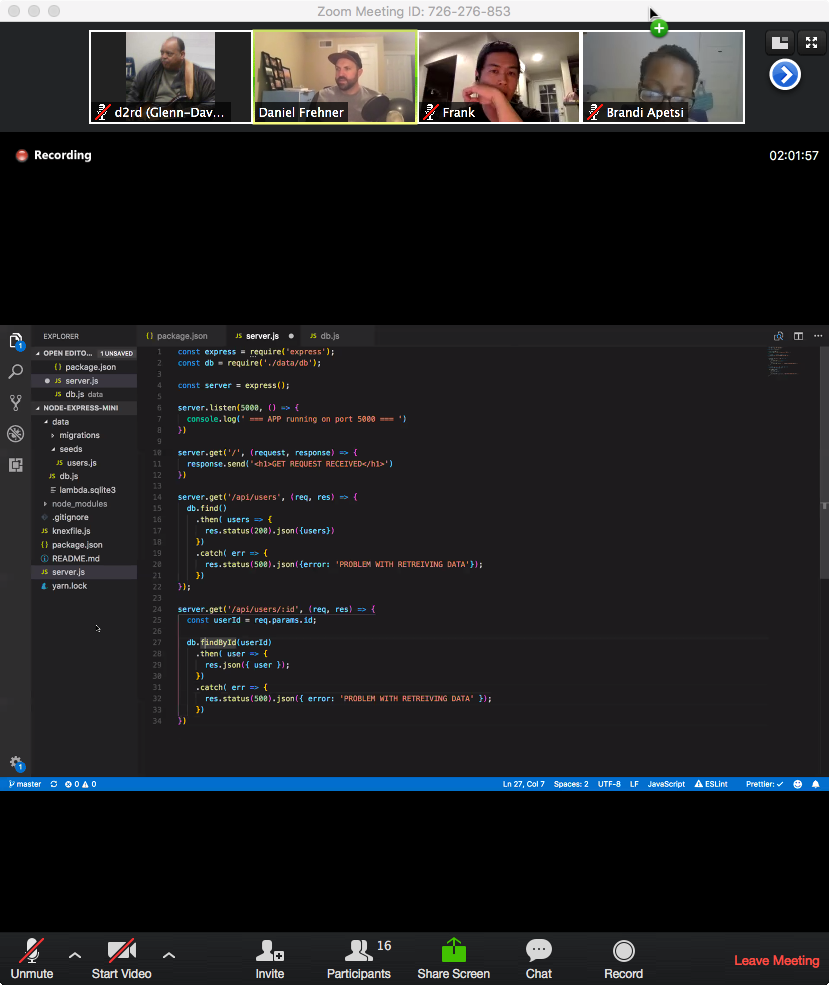 Zoom Meeting ID: 726-276-853
d2rd (Glenn-Dav...
Daniel Frehner
Frank
Brandi Apetsi
Recording
02:01:57
EXPLORER
{} package.json
JS server.js ●
JS db.js
OPEN EDITO... 1 UNSAVED
{} package.json
● JS server.js
JS db.js data
NODE-EXPRESS-MINI
data
migrations
seeds
JS users.js
JS db.js
lambda.sqlite3
node_modules
.gitignore
JS knexfile.js
{} package.json
README.md
JS server.js
yarn.lock
1
1
1 const express = require('express');
2 const db = require('./data/db');
3
4 const server = express();
5
6 server.listen(5000, () => {
7 console.log(' === APP running on port 5000 === ')
8 })
9
10 server.get('/', (request, response) => {
11 response.send('<h1>GET REQUEST RECEIVED</h1>')
12 })
13
14 server.get('/api/users', (req, res) => {
15 db.find()
16 .then( users => {
17 res.status(200).json({users})
18 })
19 .catch( err => {
20 res.status(500).json({error: 'PROBLEM WITH RETREIVING DATA'});
21 })
22 });
23
24 server.get('/api/users/:id', (req, res) => {
25 const userId = req.params.id;
26
27 db.findById(userId)
28 .then( user => {
29 res.json({ user });
30 })
31 .catch( err => {
32 res.status(500).json({ error: 'PROBLEM WITH RETREIVING DATA' });
33 })
34 })
master 0 0 Ln 27, Col 7 Spaces: 2 UTF-8 LF JavaScript ESLint Prettier: ✓
16
Unmute
Start Video
Invite
Participants
Share Screen
Chat
Record
Leave Meeting